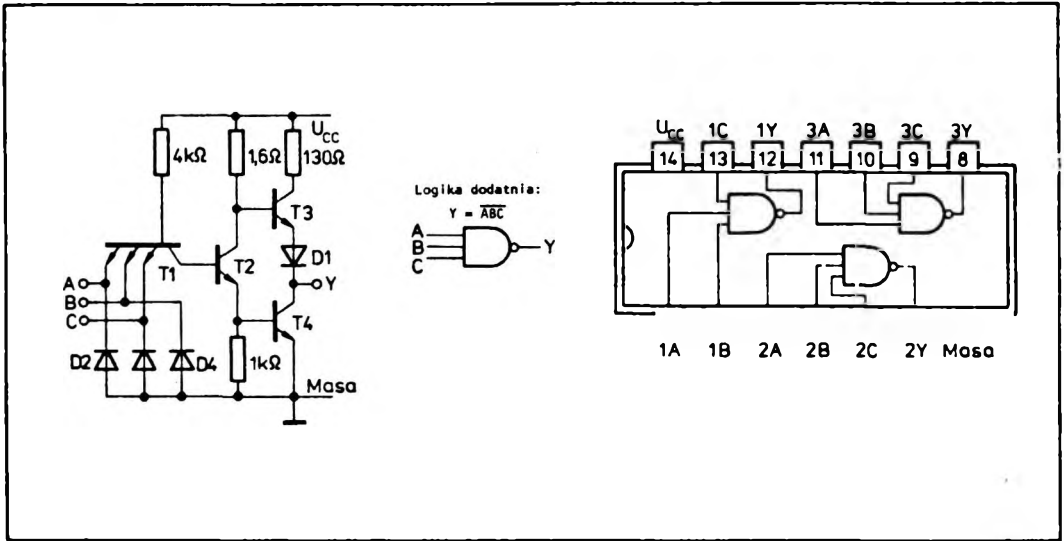 U_CC
4kΩ 1,6Ω 130Ω
T3
T1 T2 D1
A
B
C
Y
T4
D2 D4 1kΩ
Masa
Logika dodatnia:
Y = \overline{ABC}
A
B
C
Y
U_CC 1C 1Y 3A 3B 3C 3Y
14 13 12 11 10 9 8
1A 1B 2A 2B 2C 2Y Masa